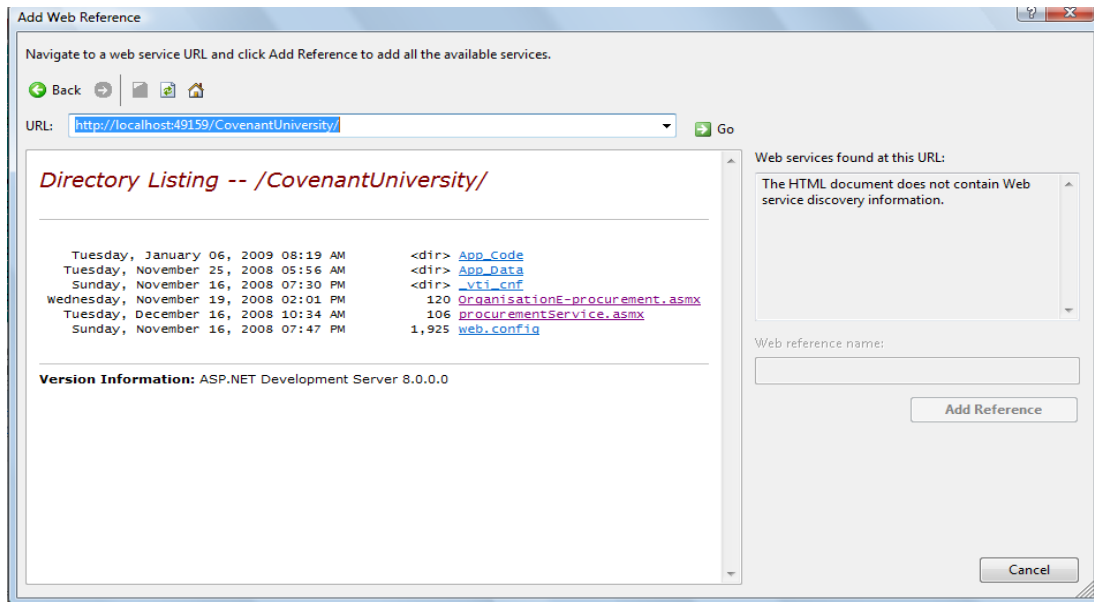 Add Web Reference
Navigate to a web service URL and click Add Reference to add all the available services.
Back
URL: http://localhost:49159/CovenantUniversity/ Go
Directory Listing -- /CovenantUniversity/
Tuesday, January 06, 2009 08:19 AM <dir> App_Code
Tuesday, November 25, 2008 05:56 AM <dir> App_Data
Sunday, November 16, 2008 07:30 PM <dir> _vti_cnf
Wednesday, November 19, 2008 02:01 PM 120 OrganisationE-procurement.asmx
Tuesday, December 16, 2008 10:34 AM 106 procurementService.asmx
Sunday, November 16, 2008 07:47 PM 1,925 web.config
Version Information: ASP.NET Development Server 8.0.0.0
Web services found at this URL:
The HTML document does not contain Web
service discovery information.
Web reference name:
Add Reference
Cancel